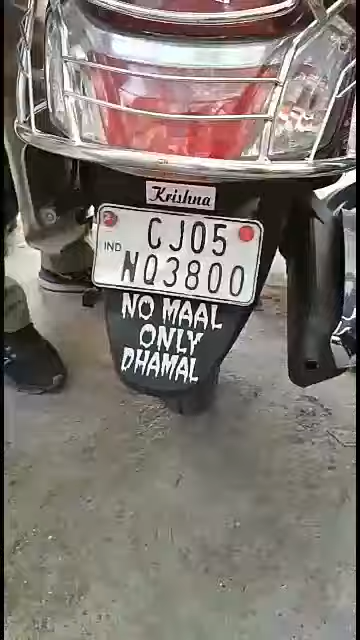 Krishna
IND
CJ05
NQ3800
NO MAAL
ONLY
DHAMAL